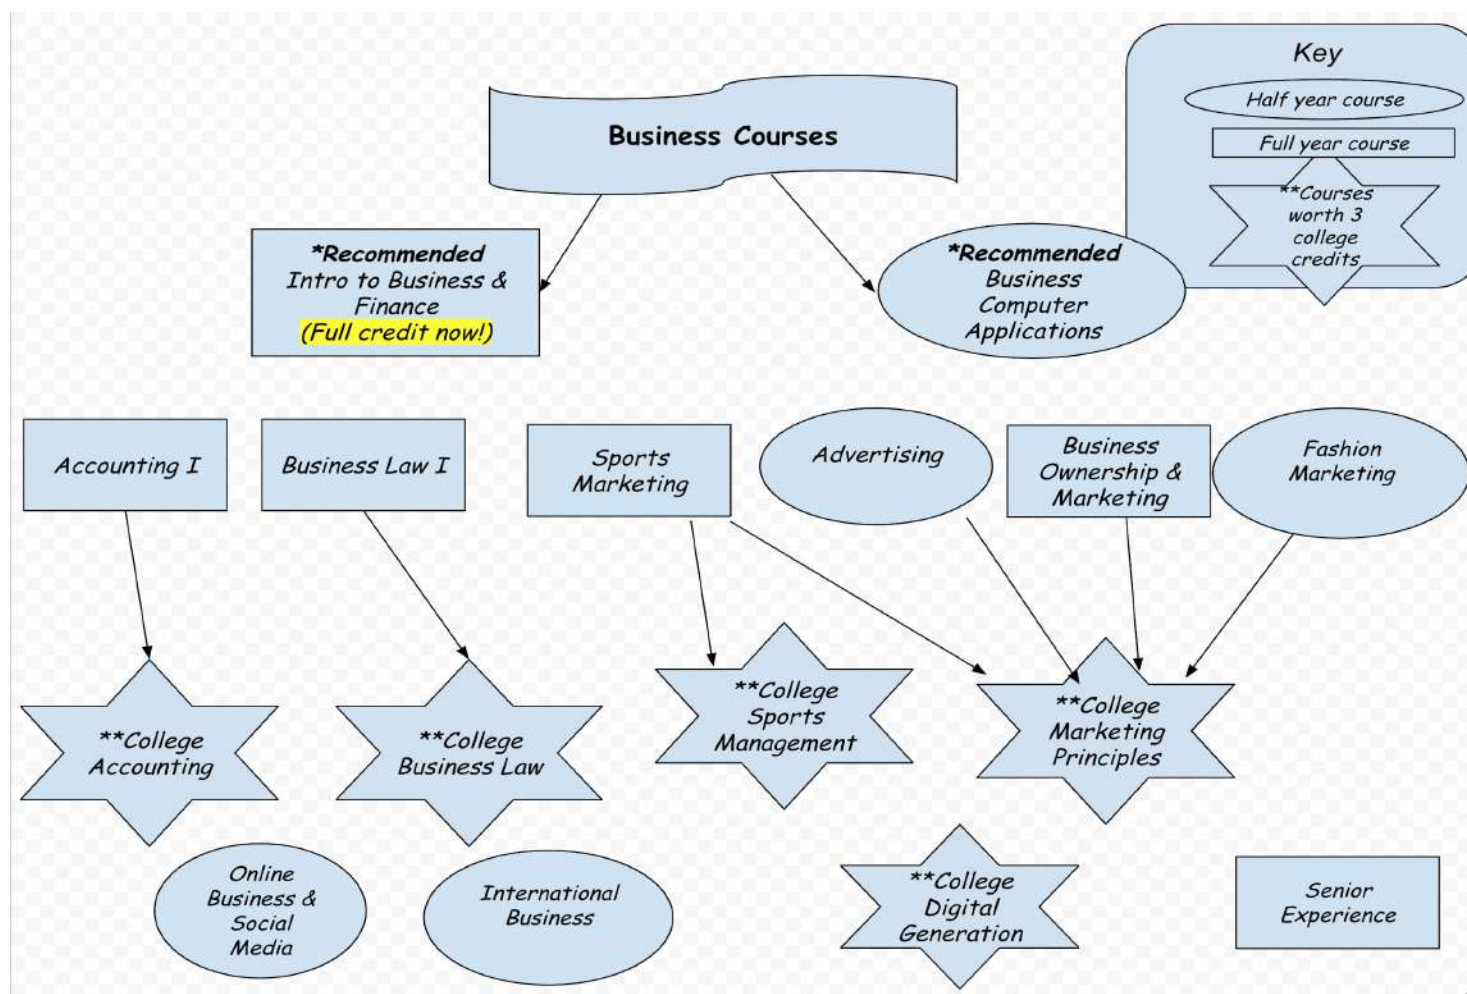 Key
Half year course
Full year course
**Courses
worth 3
college
credits
Business Courses
*Recommended
Intro to Business &
Finance
(Full credit now!)
*Recommended
Business
Computer
Applications
Accounting I
Business Law I
Sports
Marketing
Advertising
Business
Ownership &
Marketing
Fashion
Marketing
**College
Accounting
**College
Business Law
**College
Sports
Management
**College
Marketing
Principles
Online
Business &
Social
Media
International
Business
**College
Digital
Generation
Senior
Experience